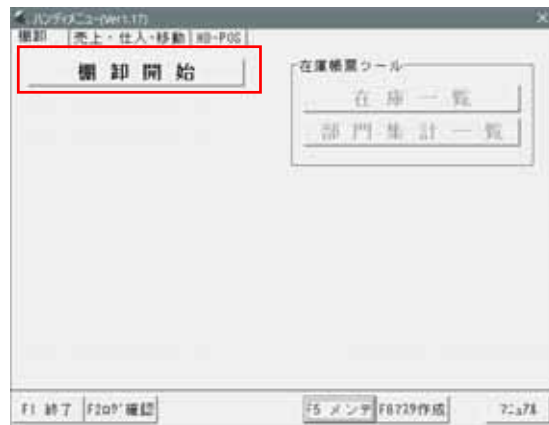 ハンディメニュー(Ver1.17)
棚卸 売上・仕入・移動 HD-POS
棚 卸 開 始
在庫帳票ツール
在 庫 一 覧
部 門 集 計 一 覧
F1 終了 F2ログ確認 F5 メンテ F6マスタ作成 マニュアル